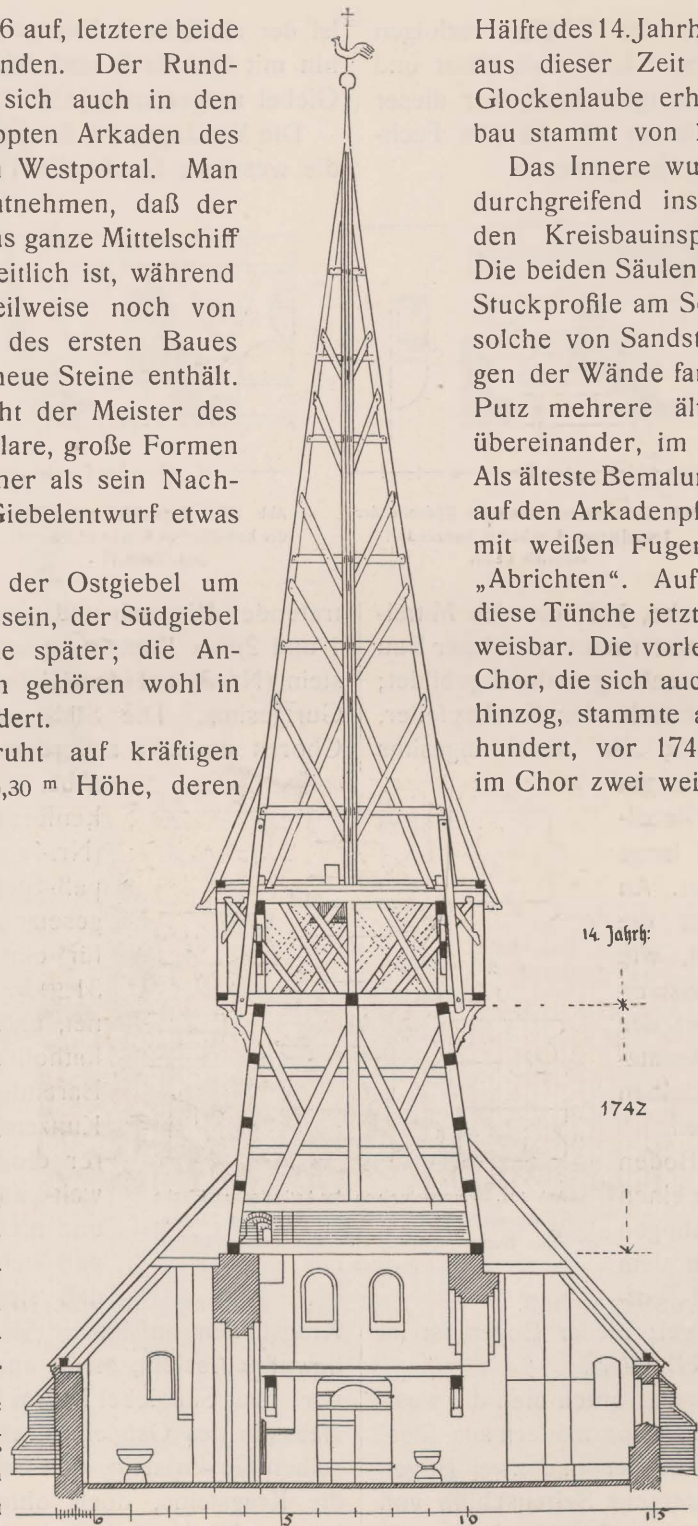 6 auf, letztere beide
nden. Der Rund-
sich auch in den
ppten Arkaden des
Westportal. Man
tnehmen, daß der
s ganze Mittelschiff
eitlich ist, während
eilweise noch von
des ersten Baues
neue Steine enthält.
ht der Meister des
lare, große Formen
ner als sein Nach-
Giebelentwurf etwas
der Ostgiebel um
sein, der Südgiebel
e später; die An-
n gehören wohl in
dert.
ruht auf kräftigen
,30 m Höhe, deren
Hälfte des 14. Jahrh
aus dieser Zeit
Glockenlaube erh
bau stammt von
Das Innere wu
durchgreifend ins
den Kreisbauinsp
Die beiden Säulen
Stuckprofile am S
solche von Sandst
gen der Wände fan
Putz mehrere ält
übereinander, im
Als älteste Bemalun
auf den Arkadenpf
mit weißen Fugen
„Abrichten“. Auf
diese Tünche jetzt
weisbar. Die vorle
Chor, die sich auc
hinzog, stammte a
hundert, vor 174
im Chor zwei wei
14. Jahrh:
1742
0 5 10 15